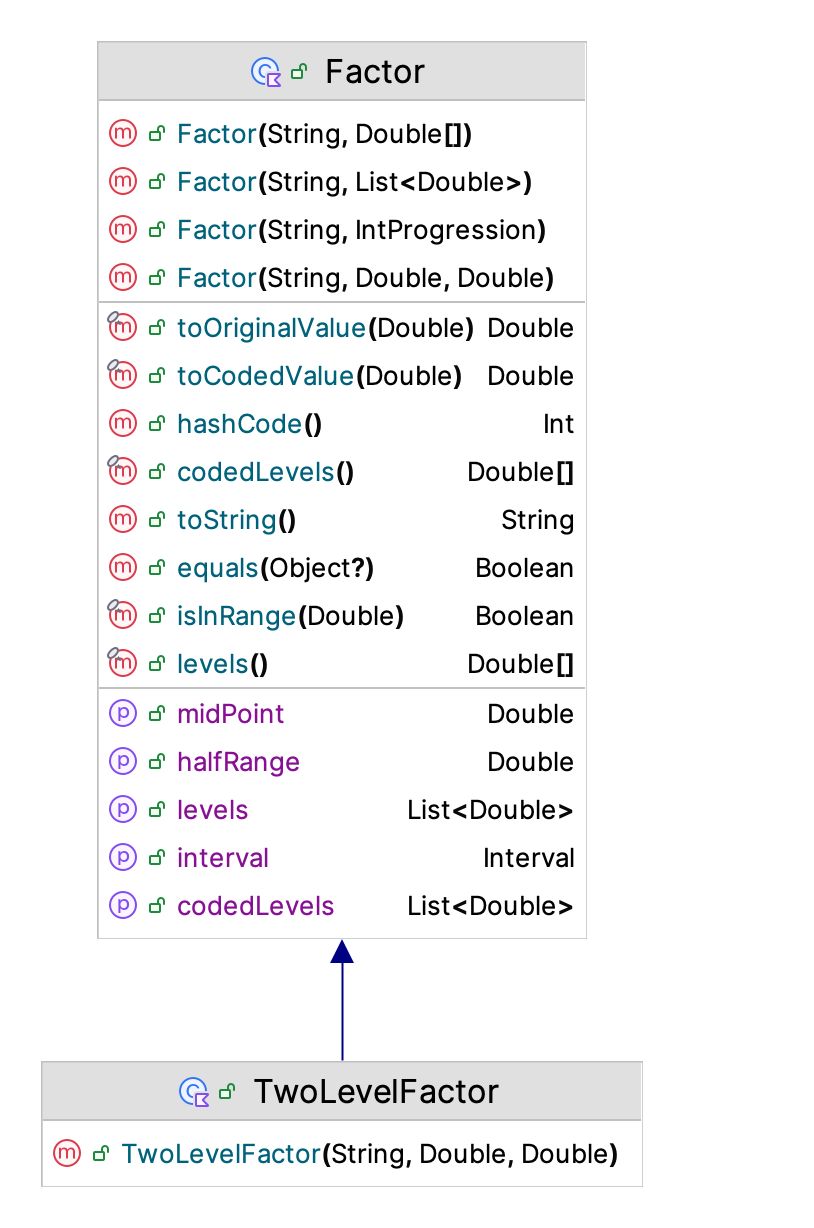 Factor
Factor(String, Double[])
Factor(String, List<Double>)
Factor(String, IntProgression)
Factor(String, Double, Double)
toOriginalValue(Double) Double
toCodedValue(Double) Double
hashCode() Int
codedLevels() Double[]
toString() String
equals(Object?) Boolean
isInRange(Double) Boolean
levels() Double[]
midPoint Double
halfRange Double
levels List<Double>
interval Interval
codedLevels List<Double>
TwoLevelFactor
TwoLevelFactor(String, Double, Double)